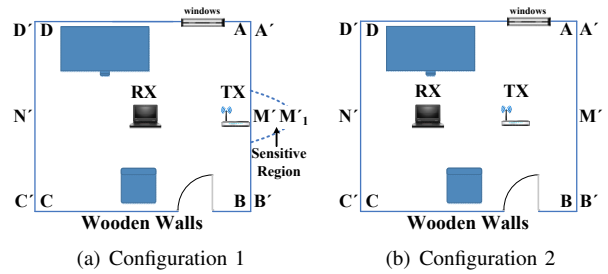 windows
D´ D A A´
RX TX
N´ M´ M´₁
Sensitive
Region
C´ C B B´
Wooden Walls
(a) Configuration 1
windows
D´ D A A´
RX TX
N´ M´
C´ C B B´
Wooden Walls
(b) Configuration 2